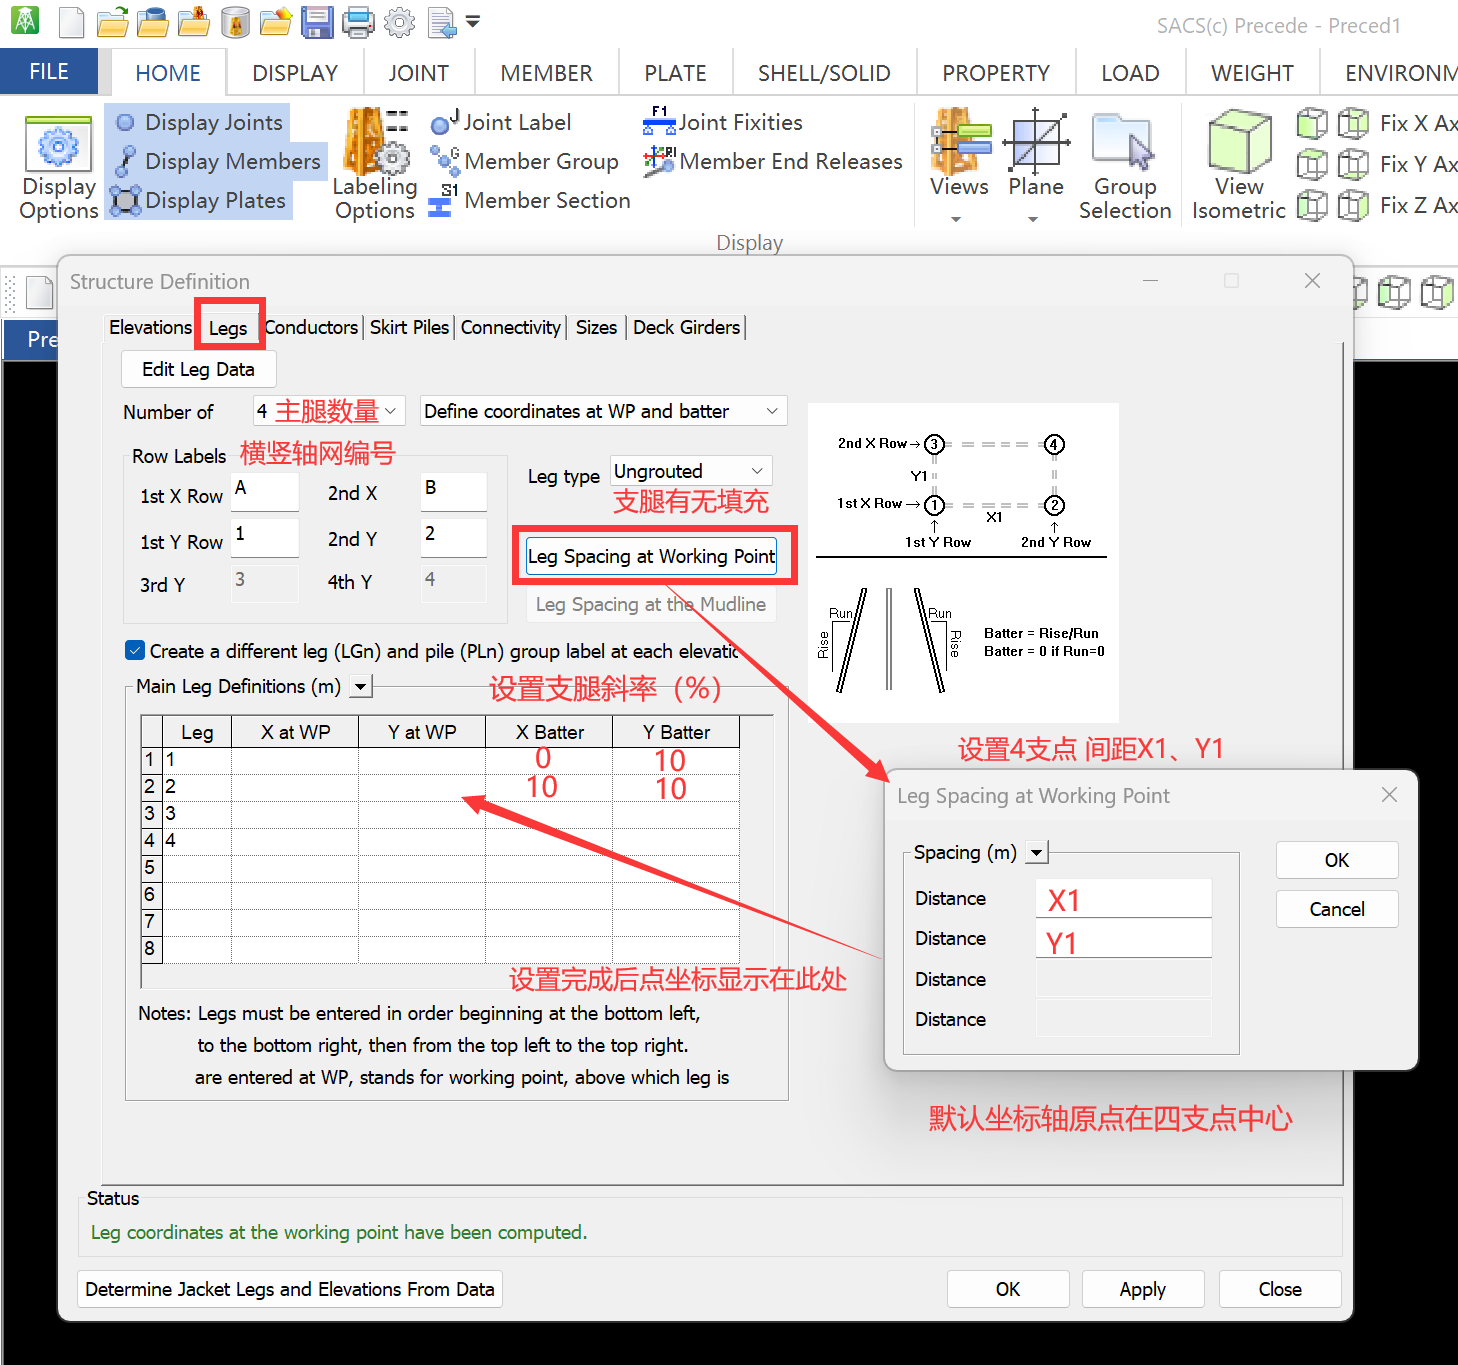 SACS(c) Precede - Preced1
FILE HOME DISPLAY JOINT MEMBER PLATE SHELL/SOLID PROPERTY LOAD WEIGHT ENVIRONM
Display Options
Display Joints
Display Members
Display Plates
Labeling Options
Joint Label
Member Group
Member Section
Joint Fixities
Member End Releases
Views
Plane
Group Selection
View Isometric
Fix X Ax
Fix Y Ax
Fix Z Ax
Display
Pre
Structure Definition
Elevations Legs Conductors Skirt Piles Connectivity Sizes Deck Girders
Edit Leg Data
Number of 4 主腿数量 Define coordinates at WP and batter
Row Labels 横竖轴网编号
1st X Row A 2nd X B
1st Y Row 1 2nd Y 2
3rd Y 3 4th Y 4
Leg type Ungrouted
支腿有无填充
Leg Spacing at Working Point
Leg Spacing at the Mudline
2nd X Row 3 4
Y1
1st X Row 1 2
X1
1st Y Row 2nd Y Row
Run Run
Rise Rise
Batter = Rise/Run
Batter = 0 if Run=0
Create a different leg (LGn) and pile (PLn) group label at each elevatic
Main Leg Definitions (m)
设置支腿斜率（%）
Leg X at WP Y at WP X Batter Y Batter
1 1 0 10
2 2 10 10
3 3
4 4
5
6
7
8
设置完成后点坐标显示在此处
Notes: Legs must be entered in order beginning at the bottom left,
to the bottom right, then from the top left to the top right.
are entered at WP, stands for working point, above which leg is
设置4支点 间距X1、Y1
Leg Spacing at Working Point
Spacing (m)
Distance X1
Distance Y1
Distance
Distance
OK
Cancel
默认坐标轴原点在四支点中心
Status
Leg coordinates at the working point have been computed.
Determine Jacket Legs and Elevations From Data
OK Apply Close